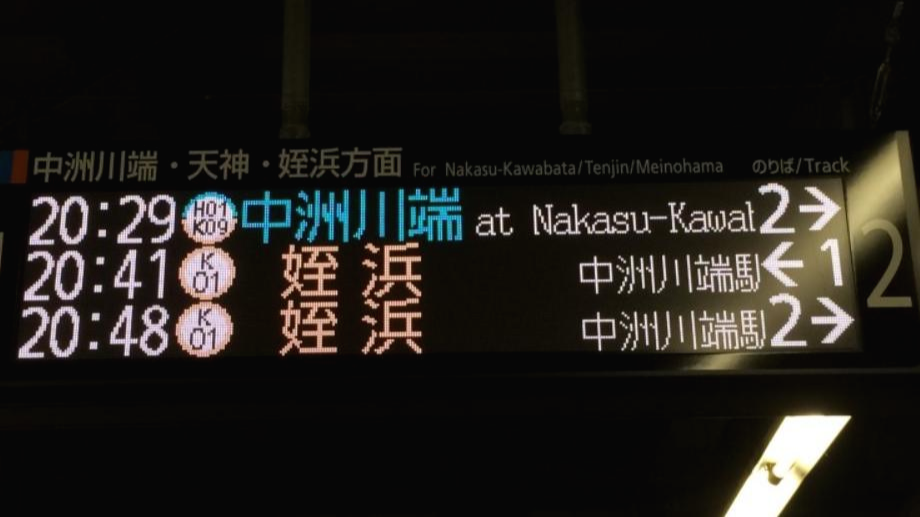 中洲川端・天神・姪浜方面 For Nakasu-Kawabata/Tenjin/Meinohama のりば/Track
20:29 H01 K09 中洲川端 at Nakasu-Kawa 2→
20:41 K 01 姪浜 中洲川端駅 ←1
20:48 K 01 姪浜 中洲川端駅 2→
2